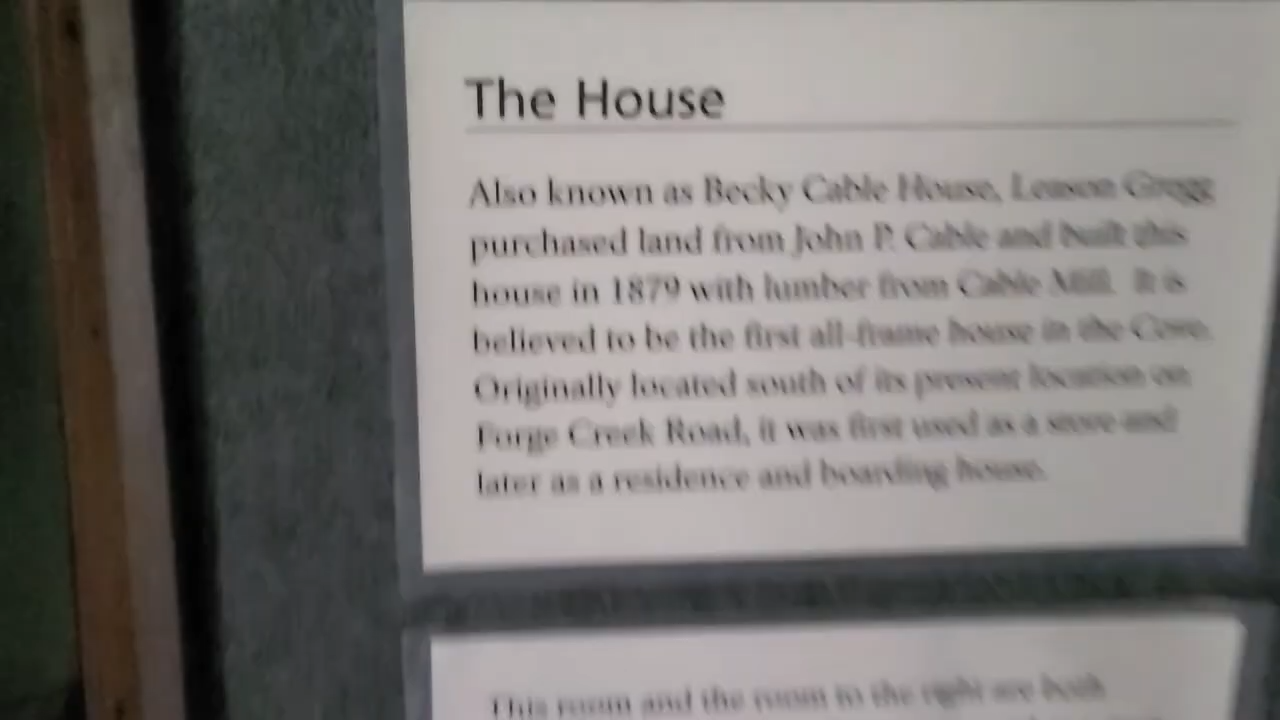 The House
Also known as Becky Cable House, Leason Gregg
purchased land from John P. Cable and built this
house in 1879 with lumber from Cable Mill. It is
believed to be the first all-frame house in the Cove.
Originally located south of its present location on
Forge Creek Road, it was first used as a store and
later as a residence and boarding house.
This room and the room to the right are both